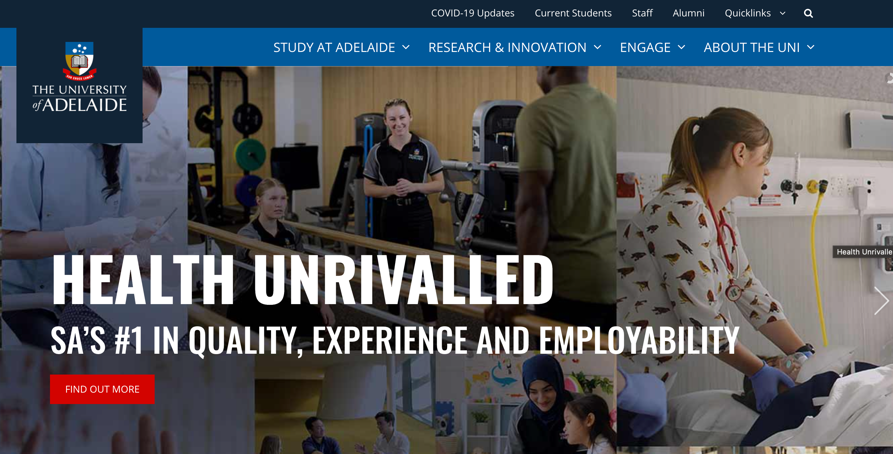 COVID-19 Updates Current Students Staff Alumni Quicklinks
STUDY AT ADELAIDE RESEARCH & INNOVATION ENGAGE ABOUT THE UNI
THE UNIVERSITY
of ADELAIDE
Health Unrivalle
HEALTH UNRIVALLED
SA’S #1 IN QUALITY, EXPERIENCE AND EMPLOYABILITY
FIND OUT MORE